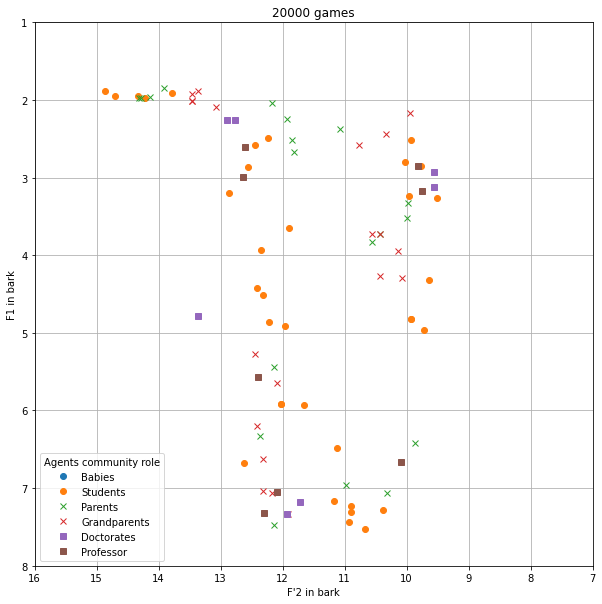 20000 games
1
2
3
4
5
6
7
8
F1 in bark
Agents community role
Babies
Students
Parents
Grandparents
Doctorates
Professor
16 15 14 13 12 11 10 9 8 7
F'2 in bark